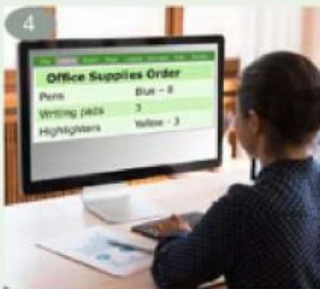 4
Office Supplies Order
Pens Blue - 8
Writing pads 3
Highlighters Yellow - 3